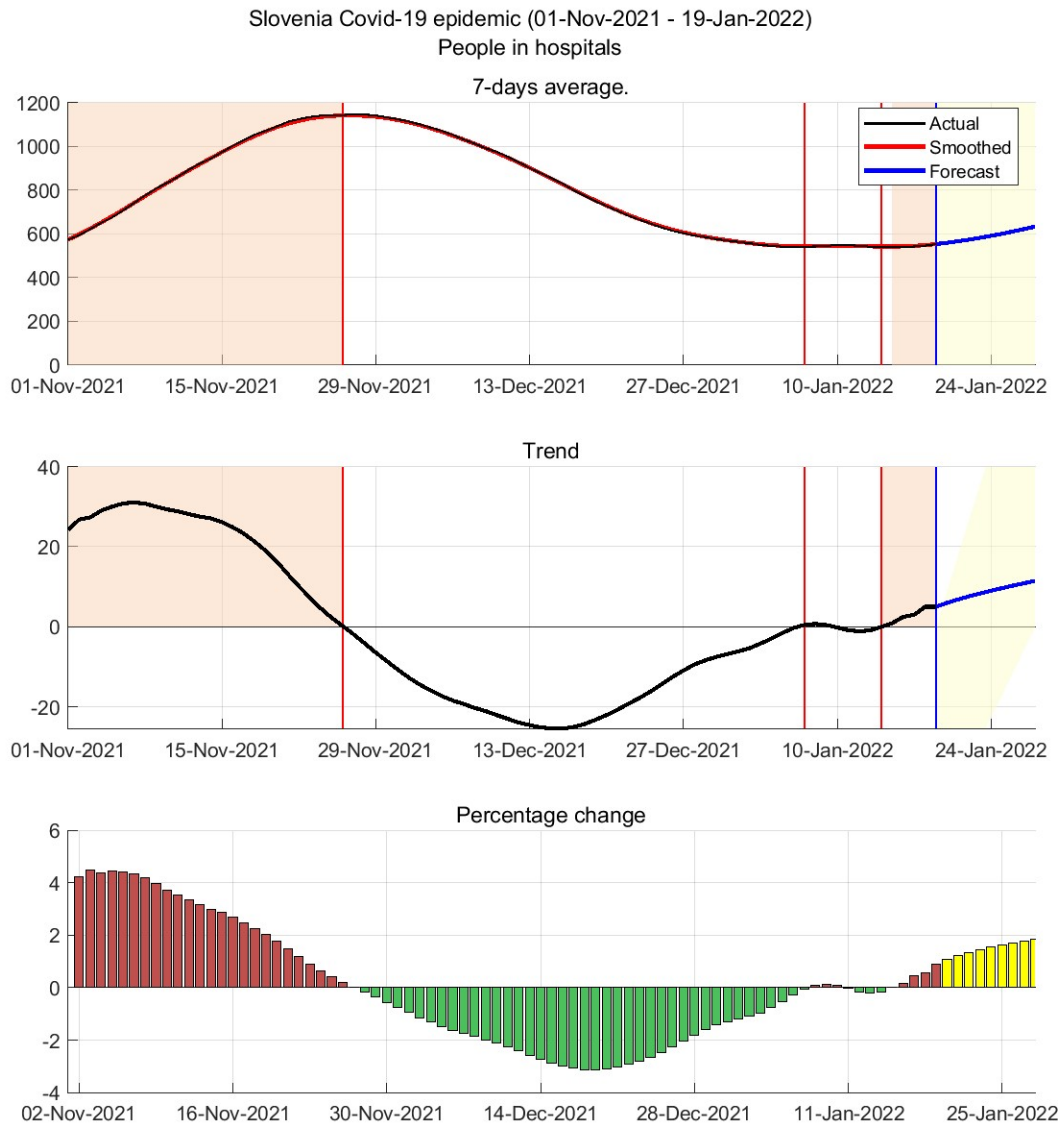 Slovenia Covid-19 epidemic (01-Nov-2021 - 19-Jan-2022)
People in hospitals
7-days average.
1200
1000
800
600
400
200
0
Actual
Smoothed
Forecast
01-Nov-2021 15-Nov-2021 29-Nov-2021 13-Dec-2021 27-Dec-2021 10-Jan-2022 24-Jan-2022
Trend
40
20
0
-20
01-Nov-2021 15-Nov-2021 29-Nov-2021 13-Dec-2021 27-Dec-2021 10-Jan-2022 24-Jan-2022
Percentage change
6
4
2
0
-2
-4
02-Nov-2021 16-Nov-2021 30-Nov-2021 14-Dec-2021 28-Dec-2021 11-Jan-2022 25-Jan-2022